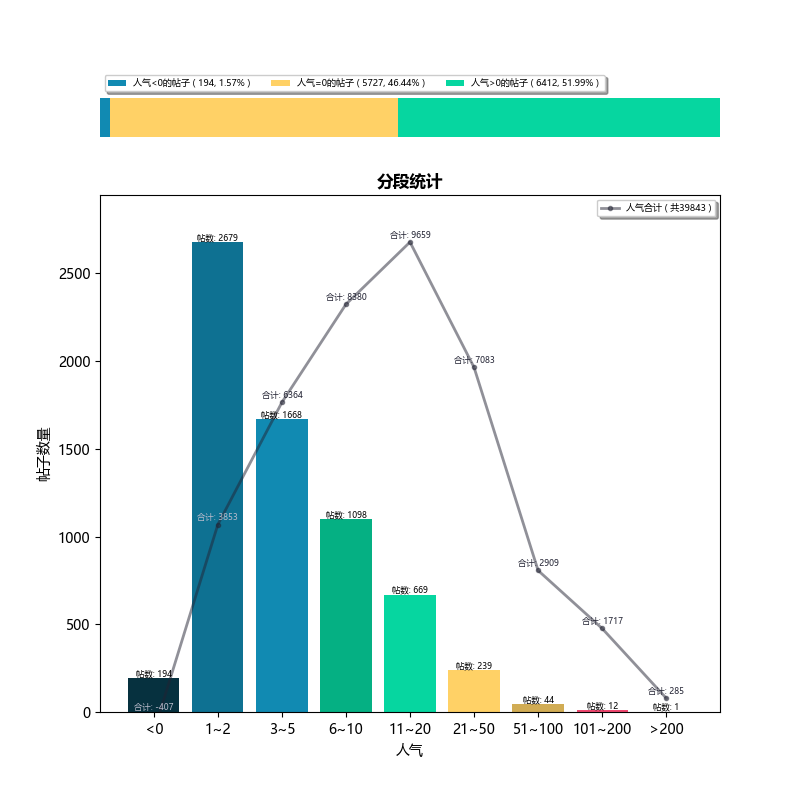 人气<0的帖子 ( 194, 1.57% ) 人气=0的帖子 ( 5727, 46.44% ) 人气>0的帖子 ( 6412, 51.99% )
分段统计
人气合计 ( 共39843 )
帖子数量
2500
2000
1500
1000
500
0
帖数: 194
帖数: 2679
帖数: 1668
帖数: 1098
帖数: 669
帖数: 239
帖数: 44
帖数: 12
帖数: 1
合计: -407
合计: 3853
合计: 6364
合计: 8380
合计: 9659
合计: 7083
合计: 2909
合计: 1717
合计: 285
<0 1~2 3~5 6~10 11~20 21~50 51~100 101~200 >200
人气